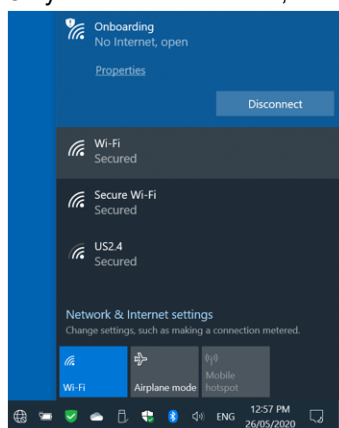 Onboarding
No Internet, open
Properties
Disconnect
Wi-Fi
Secured
Secure Wi-Fi
Secured
US2.4
Secured
Network & Internet settings
Change settings, such as making a connection metered.
Wi-Fi
Airplane mode
Mobile
hotspot
ENG
12:57 PM
26/05/2020